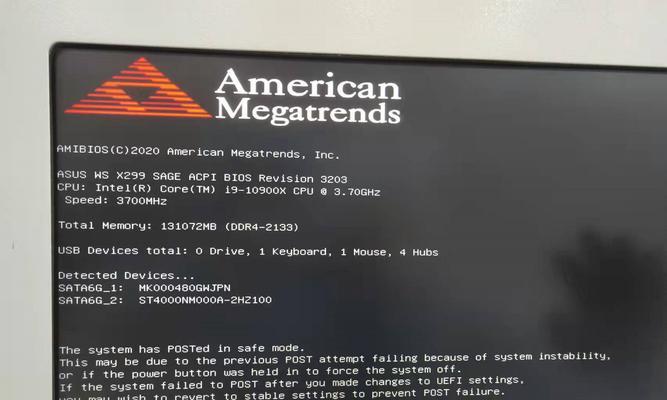 American
Megatrends
AMIBIOS(C)2020 American Megatrends, Inc.
ASUS WS X299 SAGE ACPI BIOS Revision 3203
CPU: Intel(R) Core(TM) i9-10900X CPU @ 3.70GHz
Speed: 3700MHz
Total Memory: 131072MB (DDR4-2133)
USB Devices total: 0 Drive, 1 Keyboard, 1 Mouse, 4 Hubs
Detected Devices...
SATA6G_1: MK000480GWJPN
SATA6G_2: ST4000NM000A-2HZ100
The system has POSTed in safe mode.
This may be due to the previous POST attempt failing because of system instability,
or if the power button was held in to force the system off.
If the system failed to POST after you made changes to UEFI settings,
you may wish to revert to stable settings to prevent POST failure.